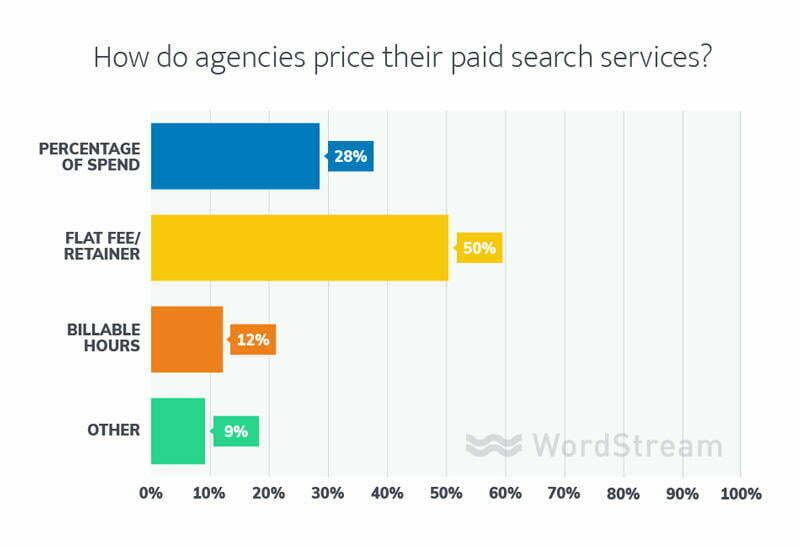 How do agencies price their paid search services?
PERCENTAGE
OF SPEND
28%
FLAT FEE/
RETAINER
50%
BILLABLE
HOURS
12%
OTHER
9%
WordStream
0% 10% 20% 30% 40% 50% 60% 70% 80% 90% 100%